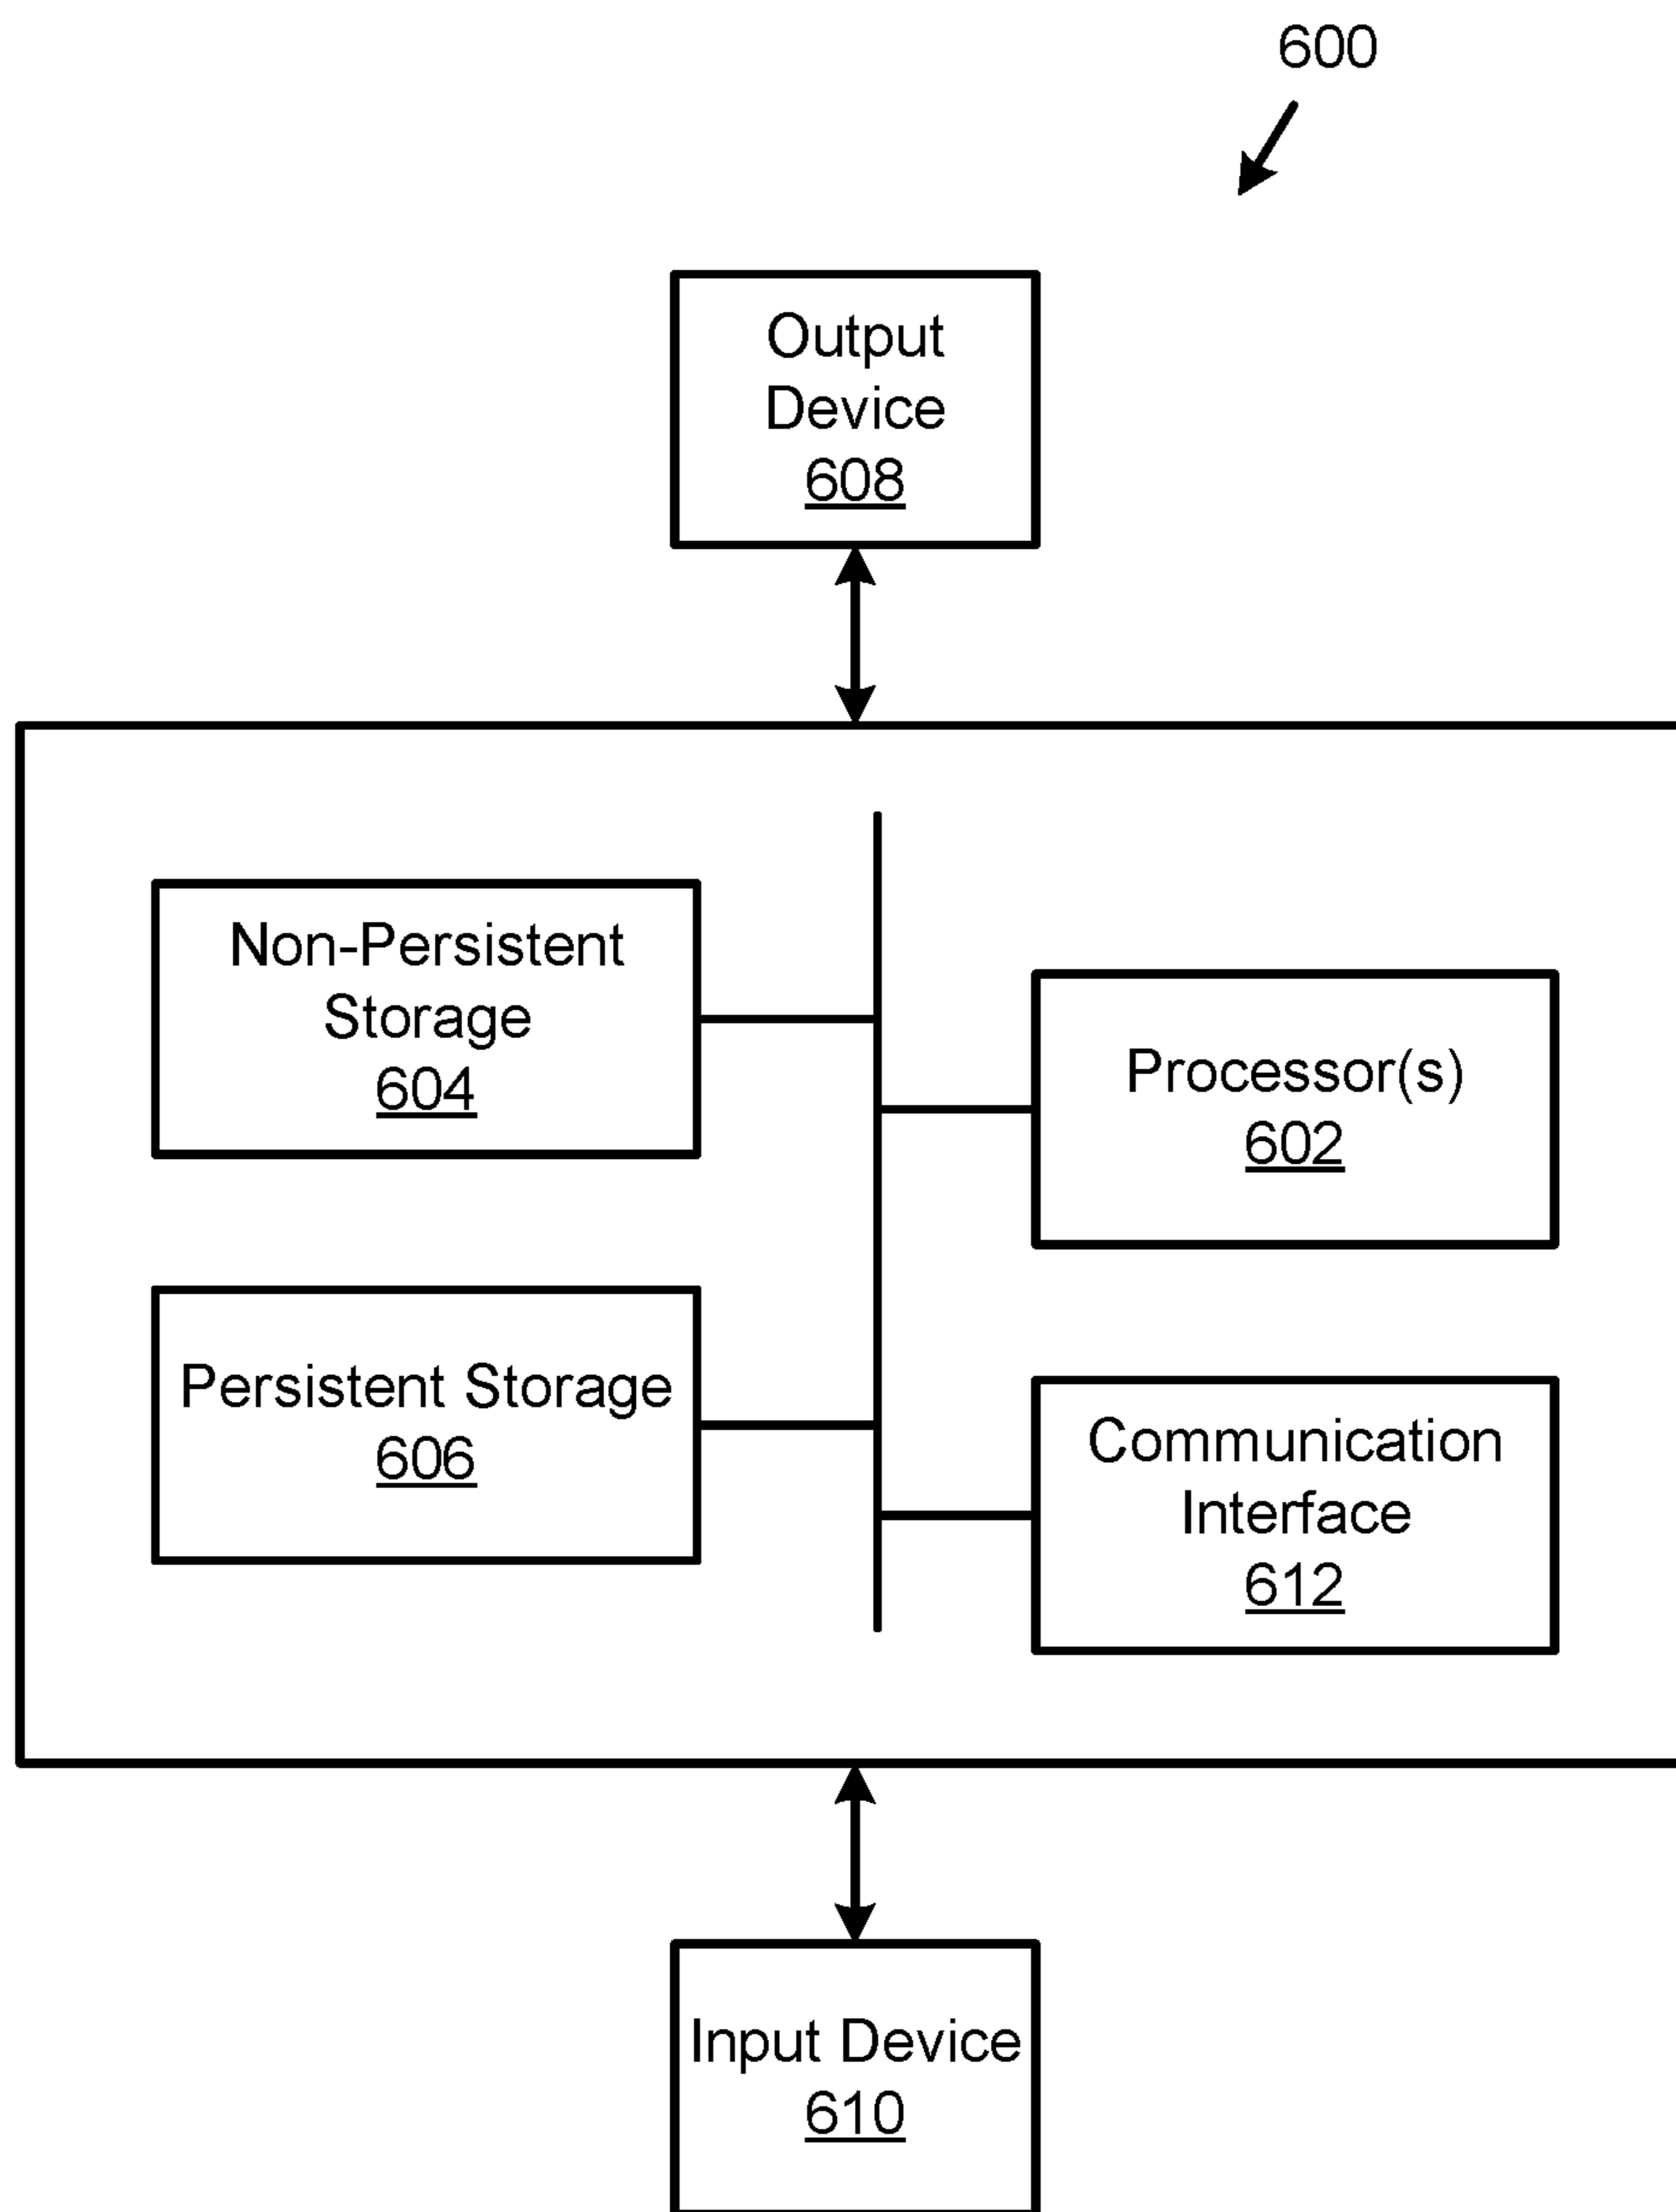 600
Output
Device
608
Non-Persistent
Storage
604
Processor(s)
602
Persistent Storage
606
Communication
Interface
612
Input Device
610